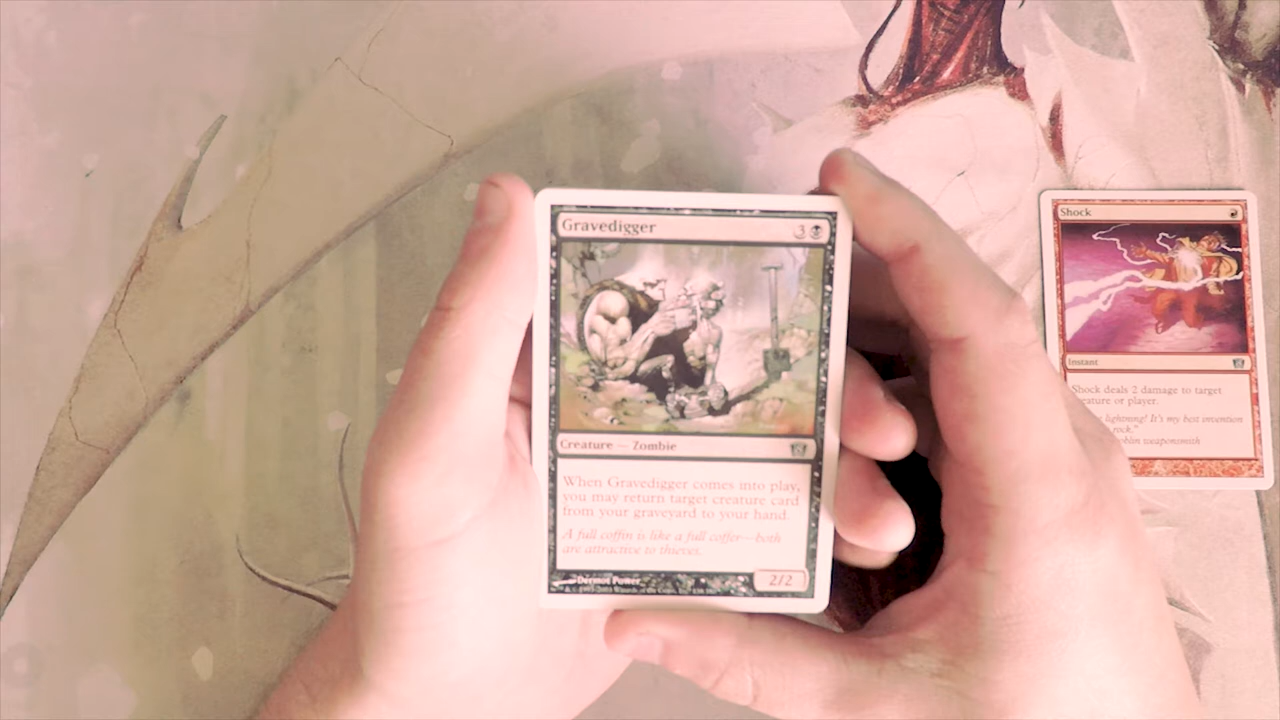 Gravedigger 3
Creature — Zombie
When Gravedigger comes into play,
you may return target creature card
from your graveyard to your hand.
A full coffin is like a full coffer—both
are attractive to thieves.
Dermot Power
2/2
Shock
Instant
Shock deals 2 damage to target
creature or player.
lightning! It's my best invention
rock."
goblin weaponsmith